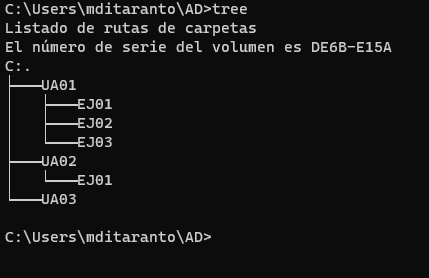 C:\Users\mditaranto\AD>tree
Listado de rutas de carpetas
El número de serie del volumen es DE6B-E15A
C:.
├───UA01
│   ├───EJ01
│   ├───EJ02
│   └───EJ03
├───UA02
│   └───EJ01
└───UA03
C:\Users\mditaranto\AD>